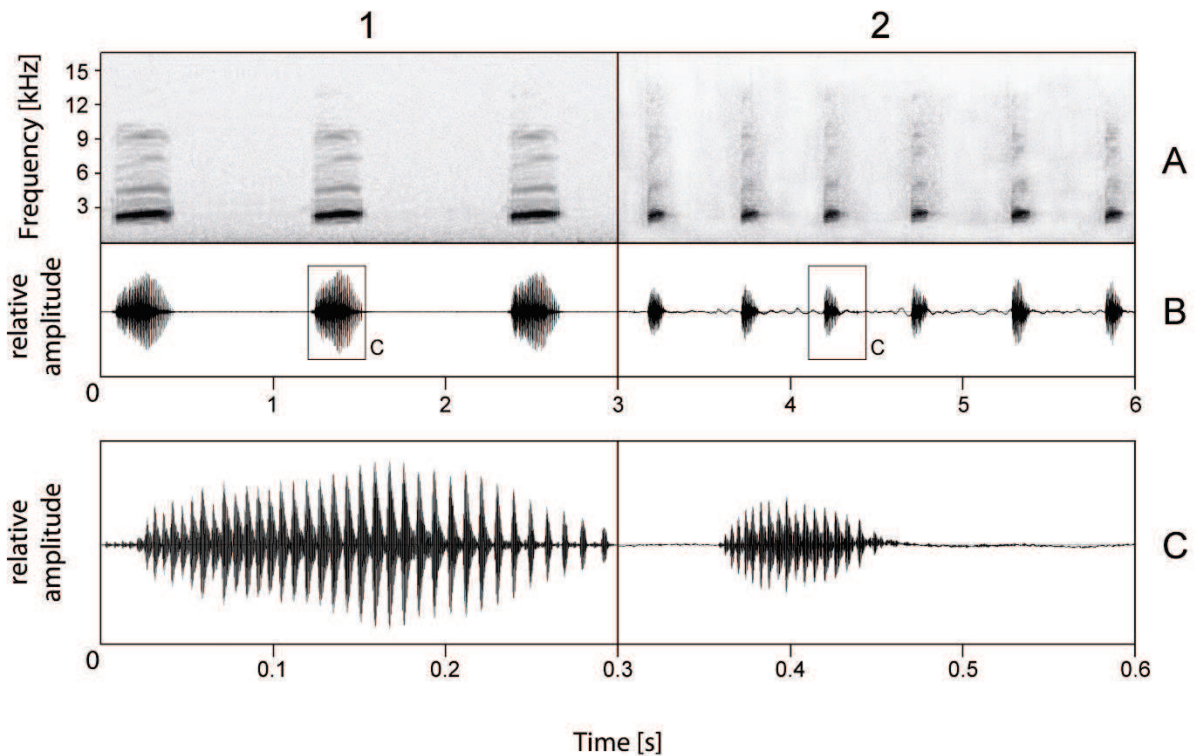 1 2
15
12
9
6
3
Frequency [kHz]
A
relative
amplitude
C C
B
0 1 2 3 4 5 6
relative
amplitude
C
0 0.1 0.2 0.3 0.4 0.5 0.6
Time [s]